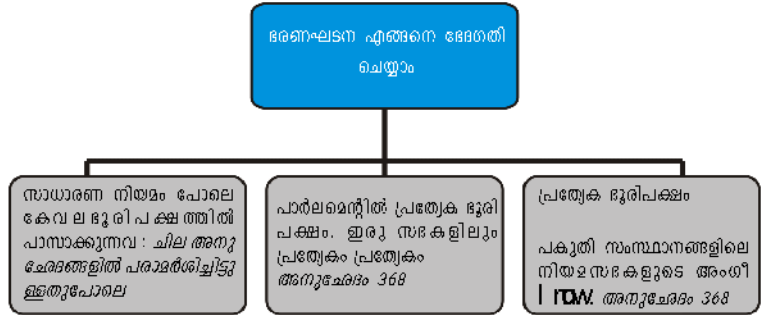 ഭരണഘടന എങ്ങനെ ഭേദഗതി
ചെയ്യാം
സാധാരണ നിയമം പോലെ
കേവലഭൂരിപക്ഷത്തിൽ
പാസാക്കുന്നവ : ചില അനു
ഛേദങ്ങളിൽ പരാമർശിച്ചിട്ടു
ള്ളതുപോലെ
പാർലമെന്റിൽ പ്രത്യേക ഭൂരി
പക്ഷം. ഇരു സഭകളിലും
പ്രത്യേകം പ്രത്യേകം
അനുഛേദം 368
പ്രത്യേക ഭൂരിപക്ഷം
പകുതി സംസ്ഥാനങ്ങളിലെ
നിയമസഭകളുടെ അംഗീ
അനുഛേദം 368